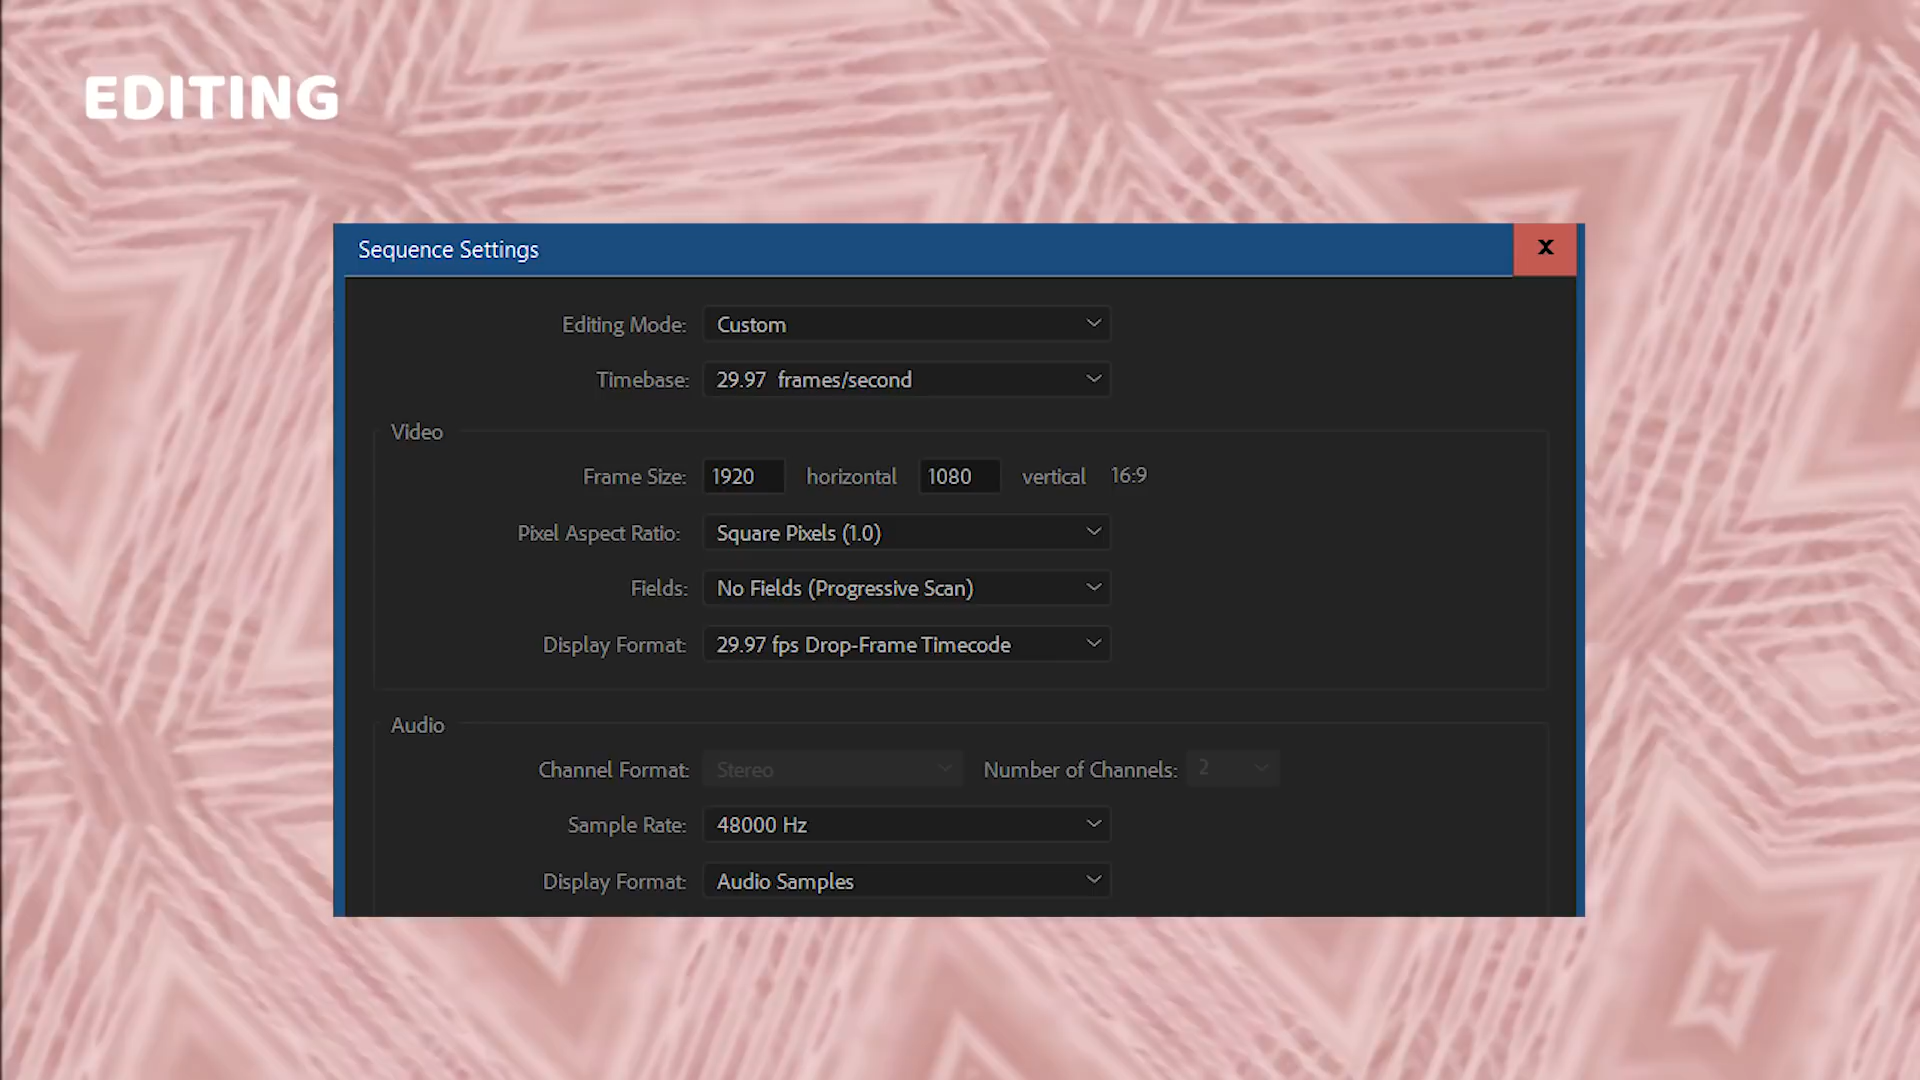 EDITING
Sequence Settings
x
Editing Mode: Custom
Timebase: 29.97 frames/second
Video
Frame Size: 1920 horizontal 1080 vertical 16:9
Pixel Aspect Ratio: Square Pixels (1.0)
Fields: No Fields (Progressive Scan)
Display Format: 29.97 fps Drop-Frame Timecode
Audio
Channel Format: Stereo Number of Channels: 2
Sample Rate: 48000 Hz
Display Format: Audio Samples